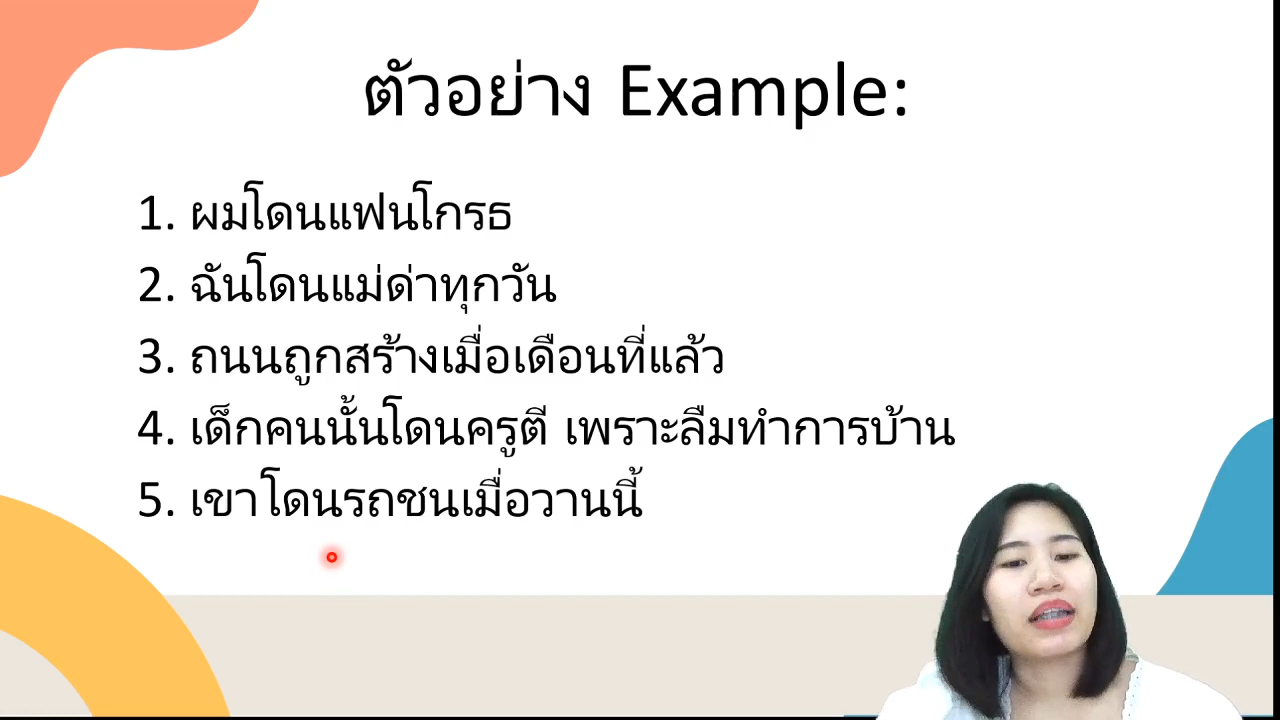 ตัวอย่าง Example:
1. ผมโดนแฟนโกรธ
2. ฉันโดนแม่ด่าทุกวัน
3. ถนนถูกสร้างเมื่อเดือนที่แล้ว
4. เด็กคนนั้นโดนครูตี เพราะลืมทำการบ้าน
5. เขาโดนรถชนเมื่อวานนี้